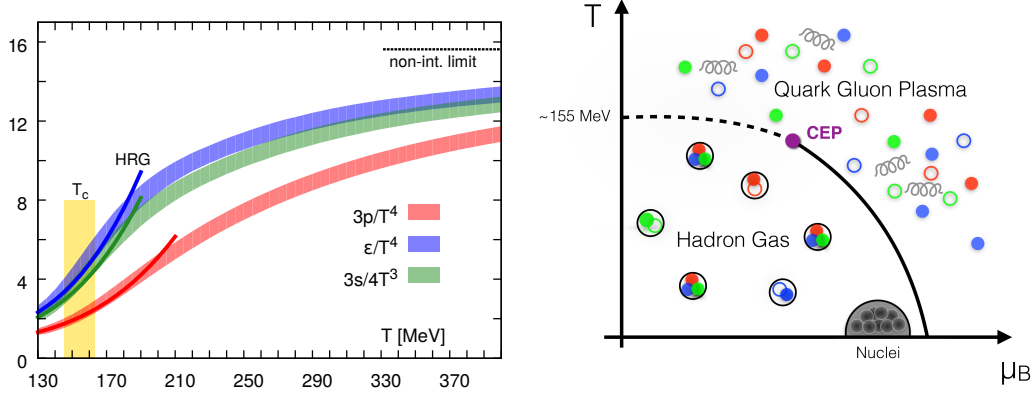 16
12
8
4
0
130
170
210
250
290
330
370
non-int. limit
HRG
T_c
3p/T⁴
ε/T⁴
3s/4T³
T [MeV]
T
~155 MeV
Quark Gluon Plasma
CEP
Hadron Gas
Nuclei
μ_B